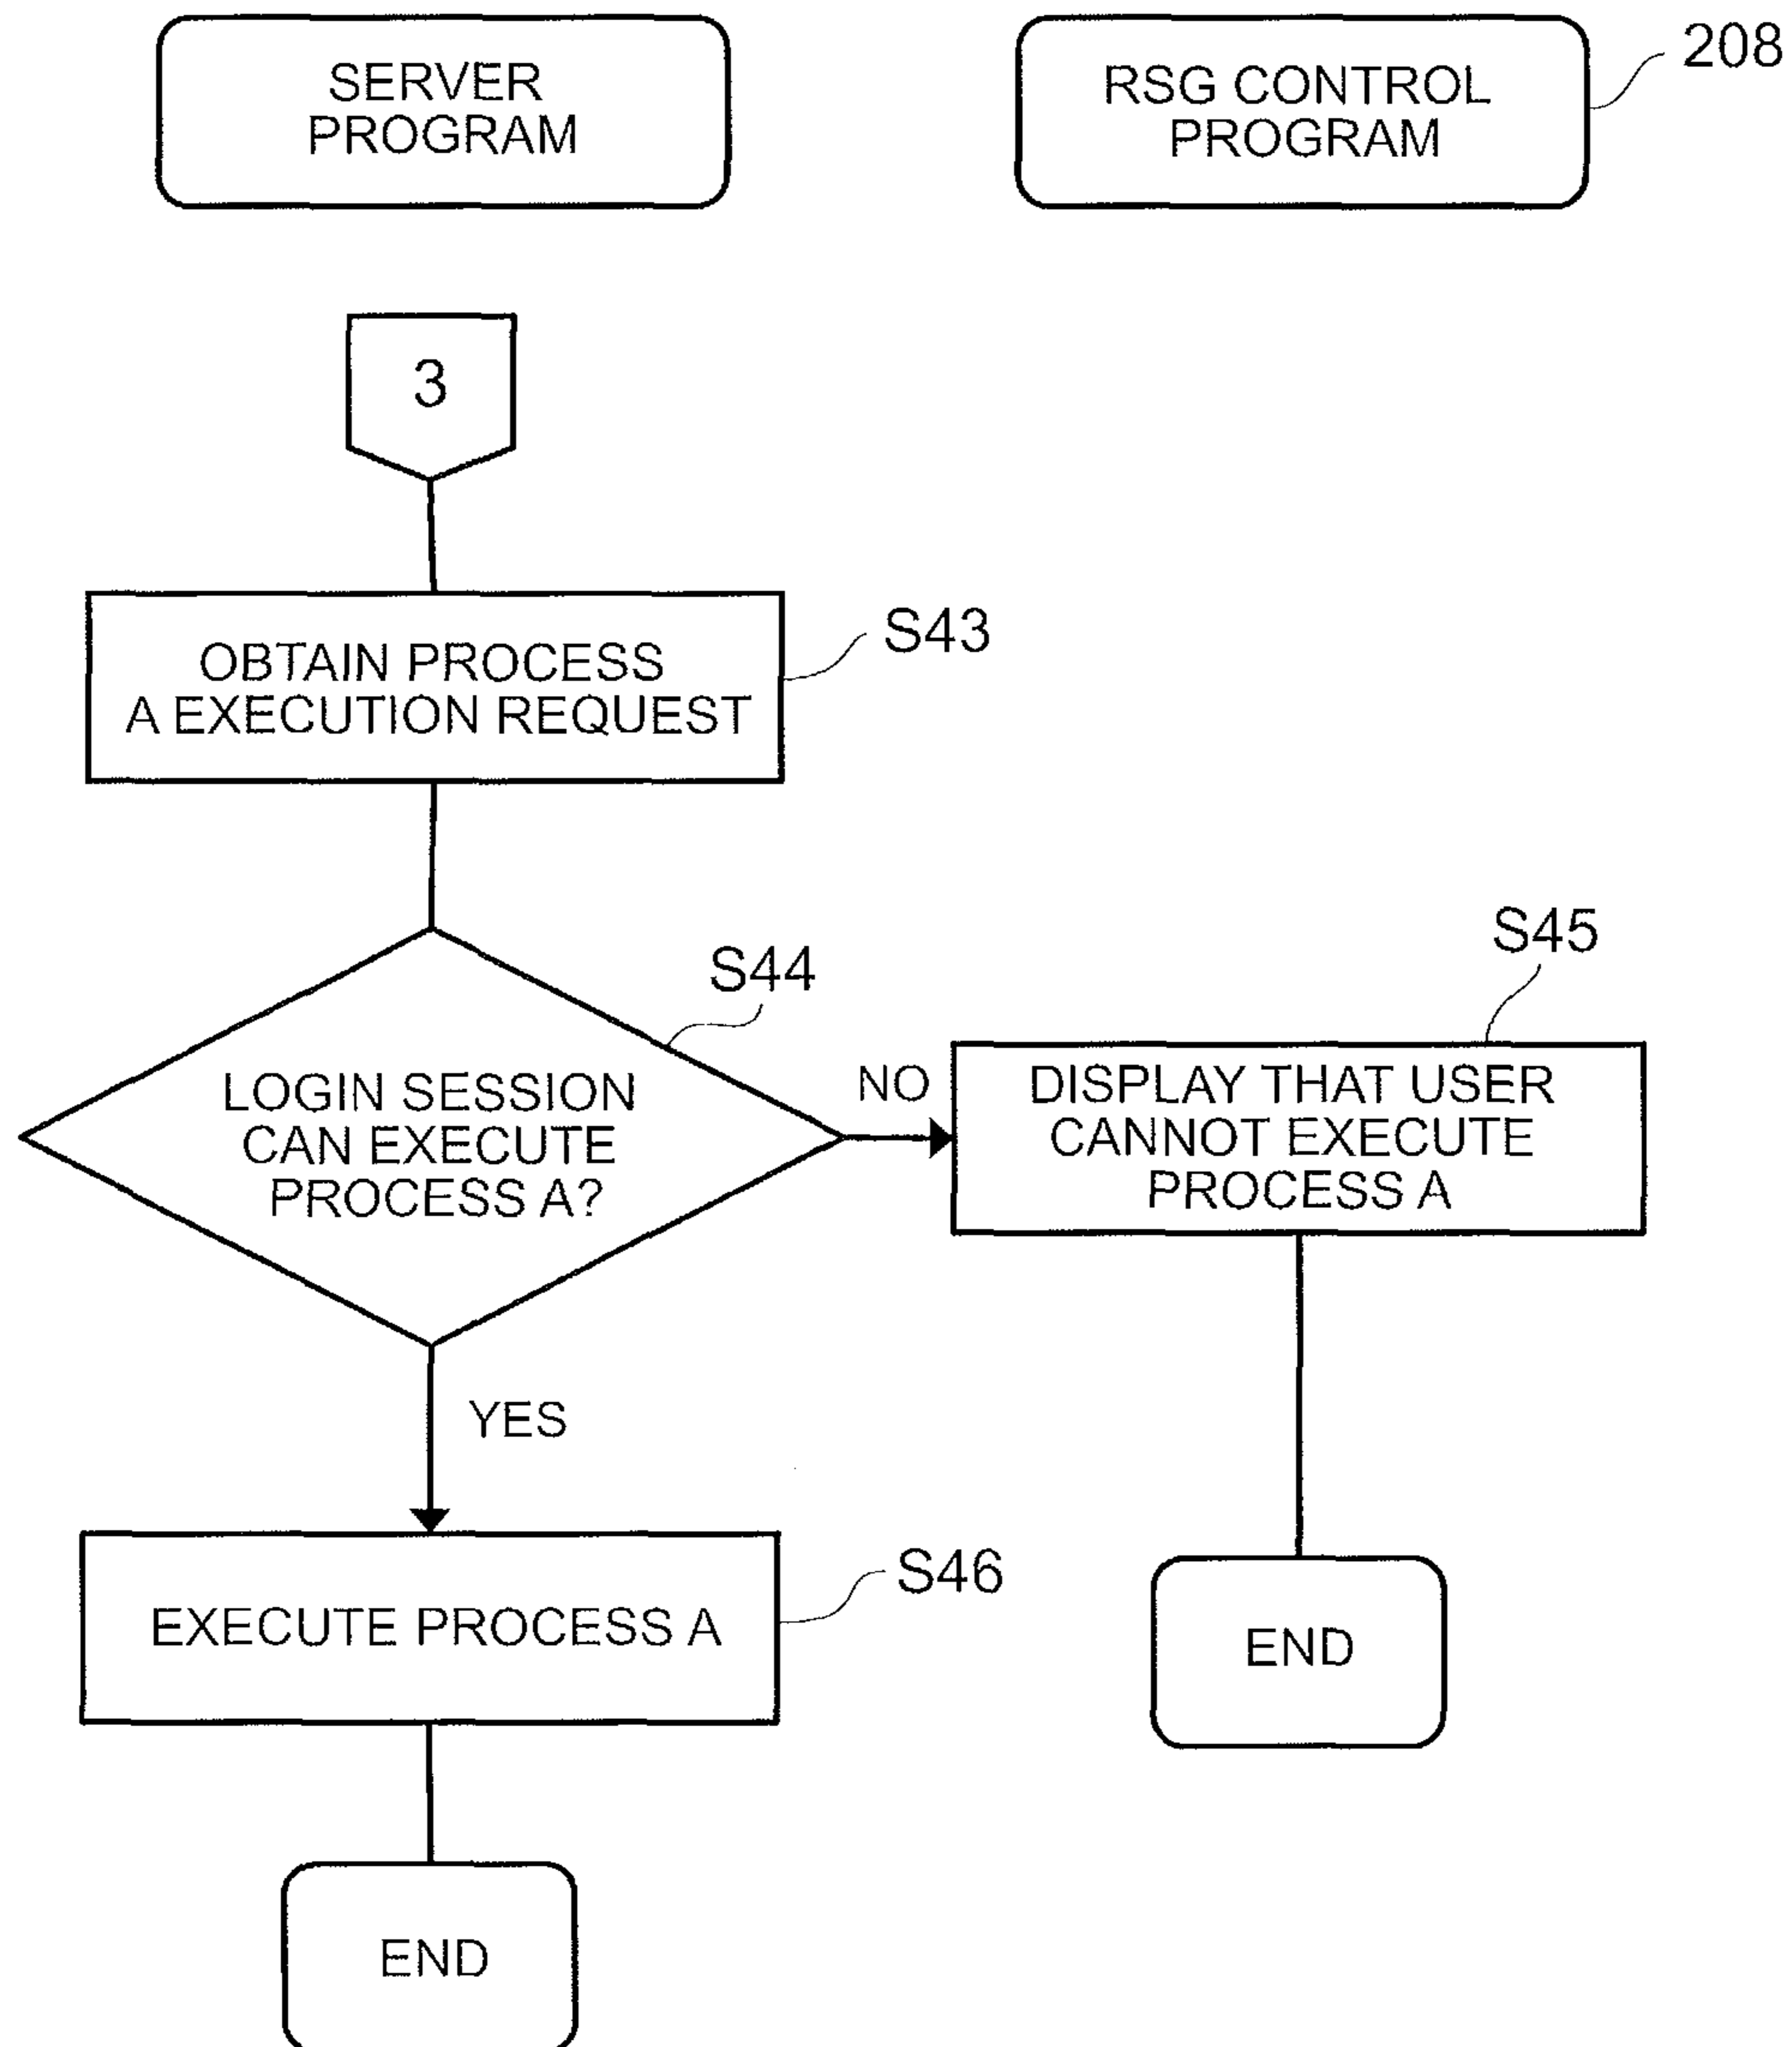 SERVER
PROGRAM
RSG CONTROL
PROGRAM
208
3
OBTAIN PROCESS
A EXECUTION REQUEST
S43
LOGIN SESSION
CAN EXECUTE
PROCESS A?
S44
NO
DISPLAY THAT USER
CANNOT EXECUTE
PROCESS A
S45
YES
EXECUTE PROCESS A
S46
END
END